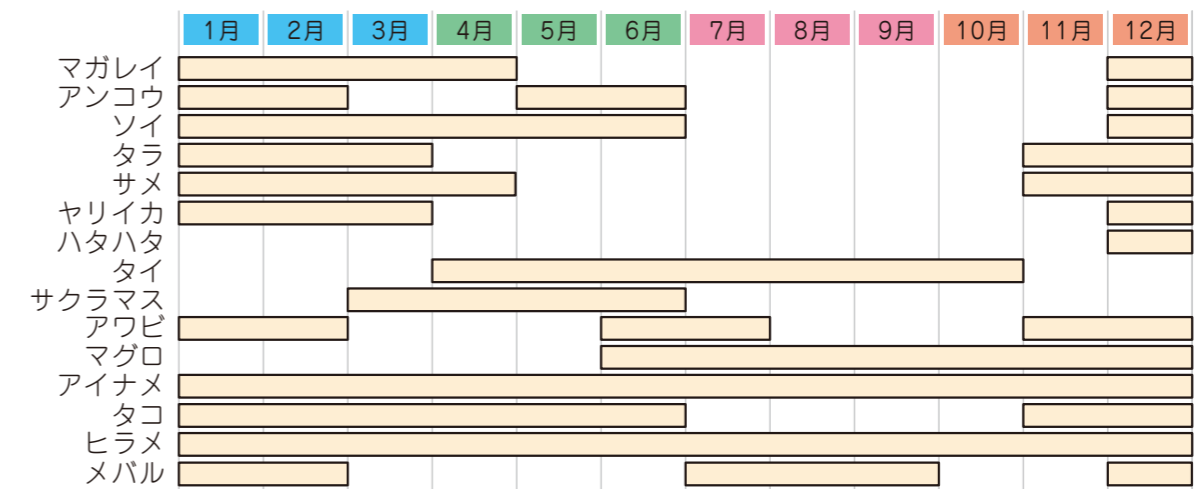 1月 2月 3月 4月 5月 6月 7月 8月 9月 10月 11月 12月
マガレイ
アンコウ
ソイ
タラ
サメ
ヤリイカ
ハタハタ
タイ
サクラマス
アワビ
マグロ
アイナメ
タコ
ヒラメ
メバル